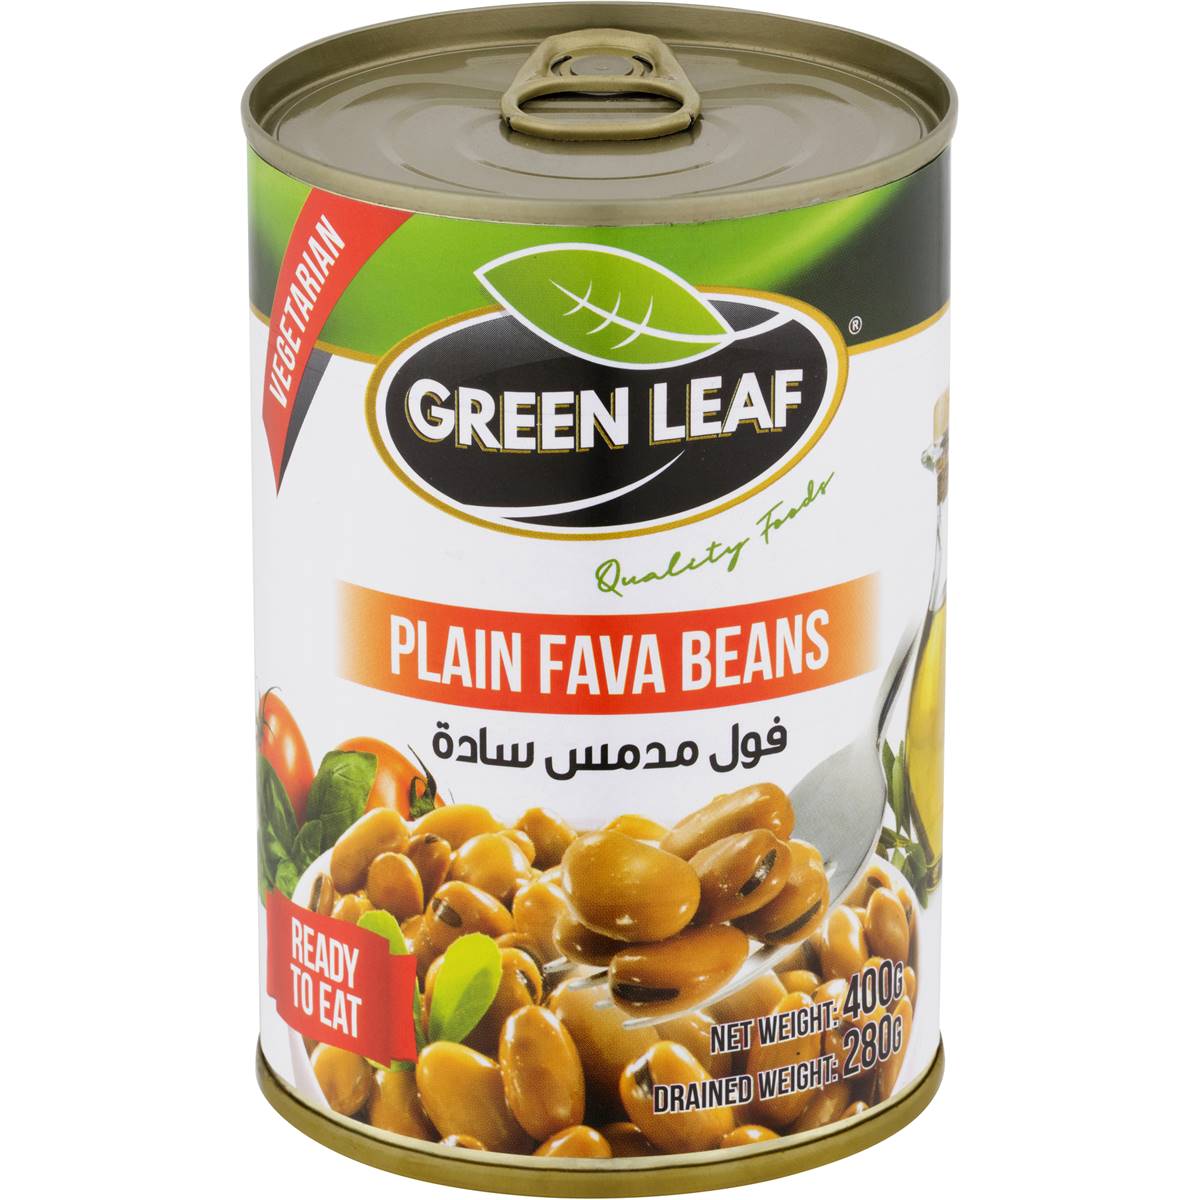 VEGETARIAN
GREEN LEAF
®
Quality Foods
PLAIN FAVA BEANS
فول مدمس سادة
READY
TO EAT
NET WEIGHT: 400G
DRAINED WEIGHT: 280G